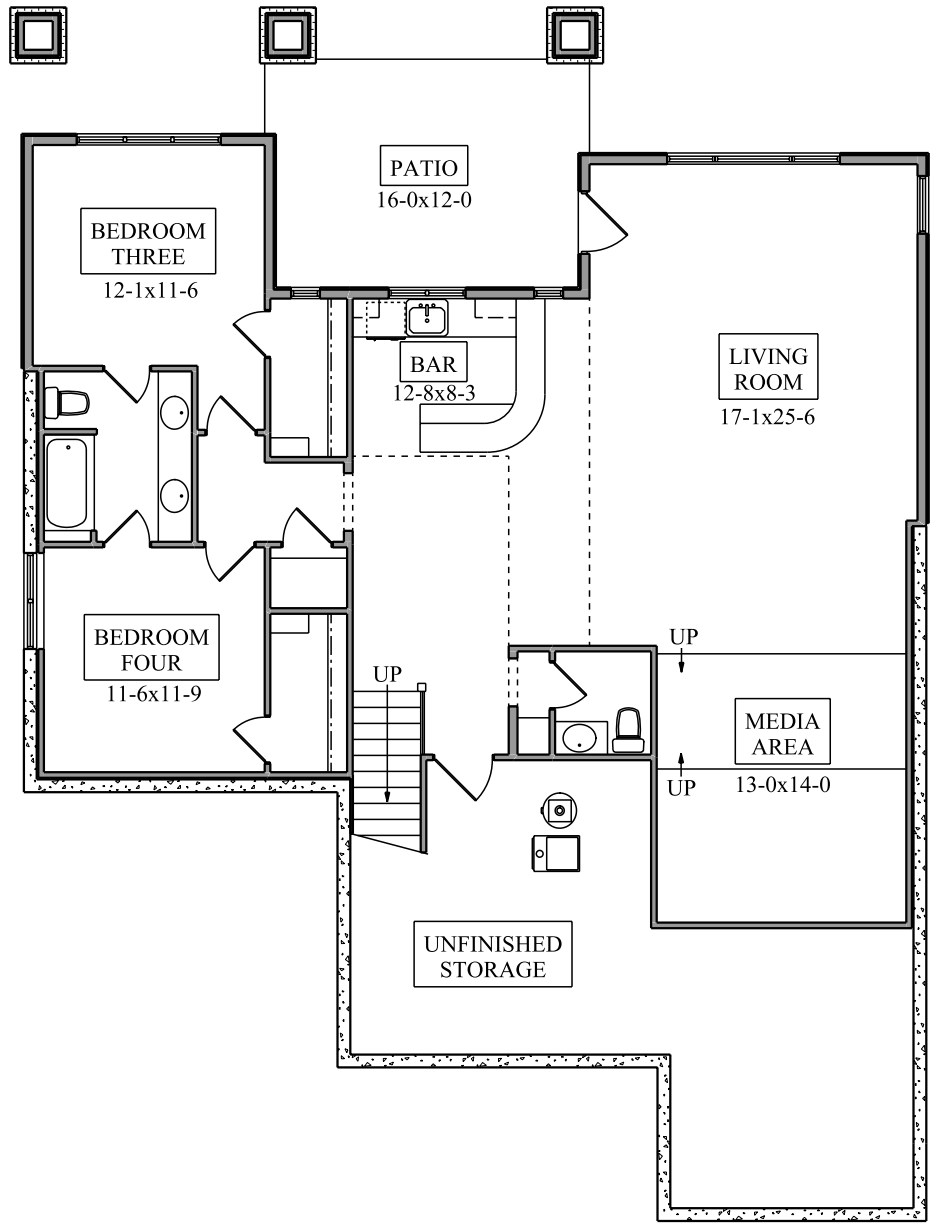 PATIO
16-0x12-0
BEDROOM
THREE
12-1x11-6
BAR
12-8x8-3
LIVING
ROOM
17-1x25-6
BEDROOM
FOUR
11-6x11-9
UP
UP
MEDIA
AREA
13-0x14-0
UP
UNFINISHED
STORAGE